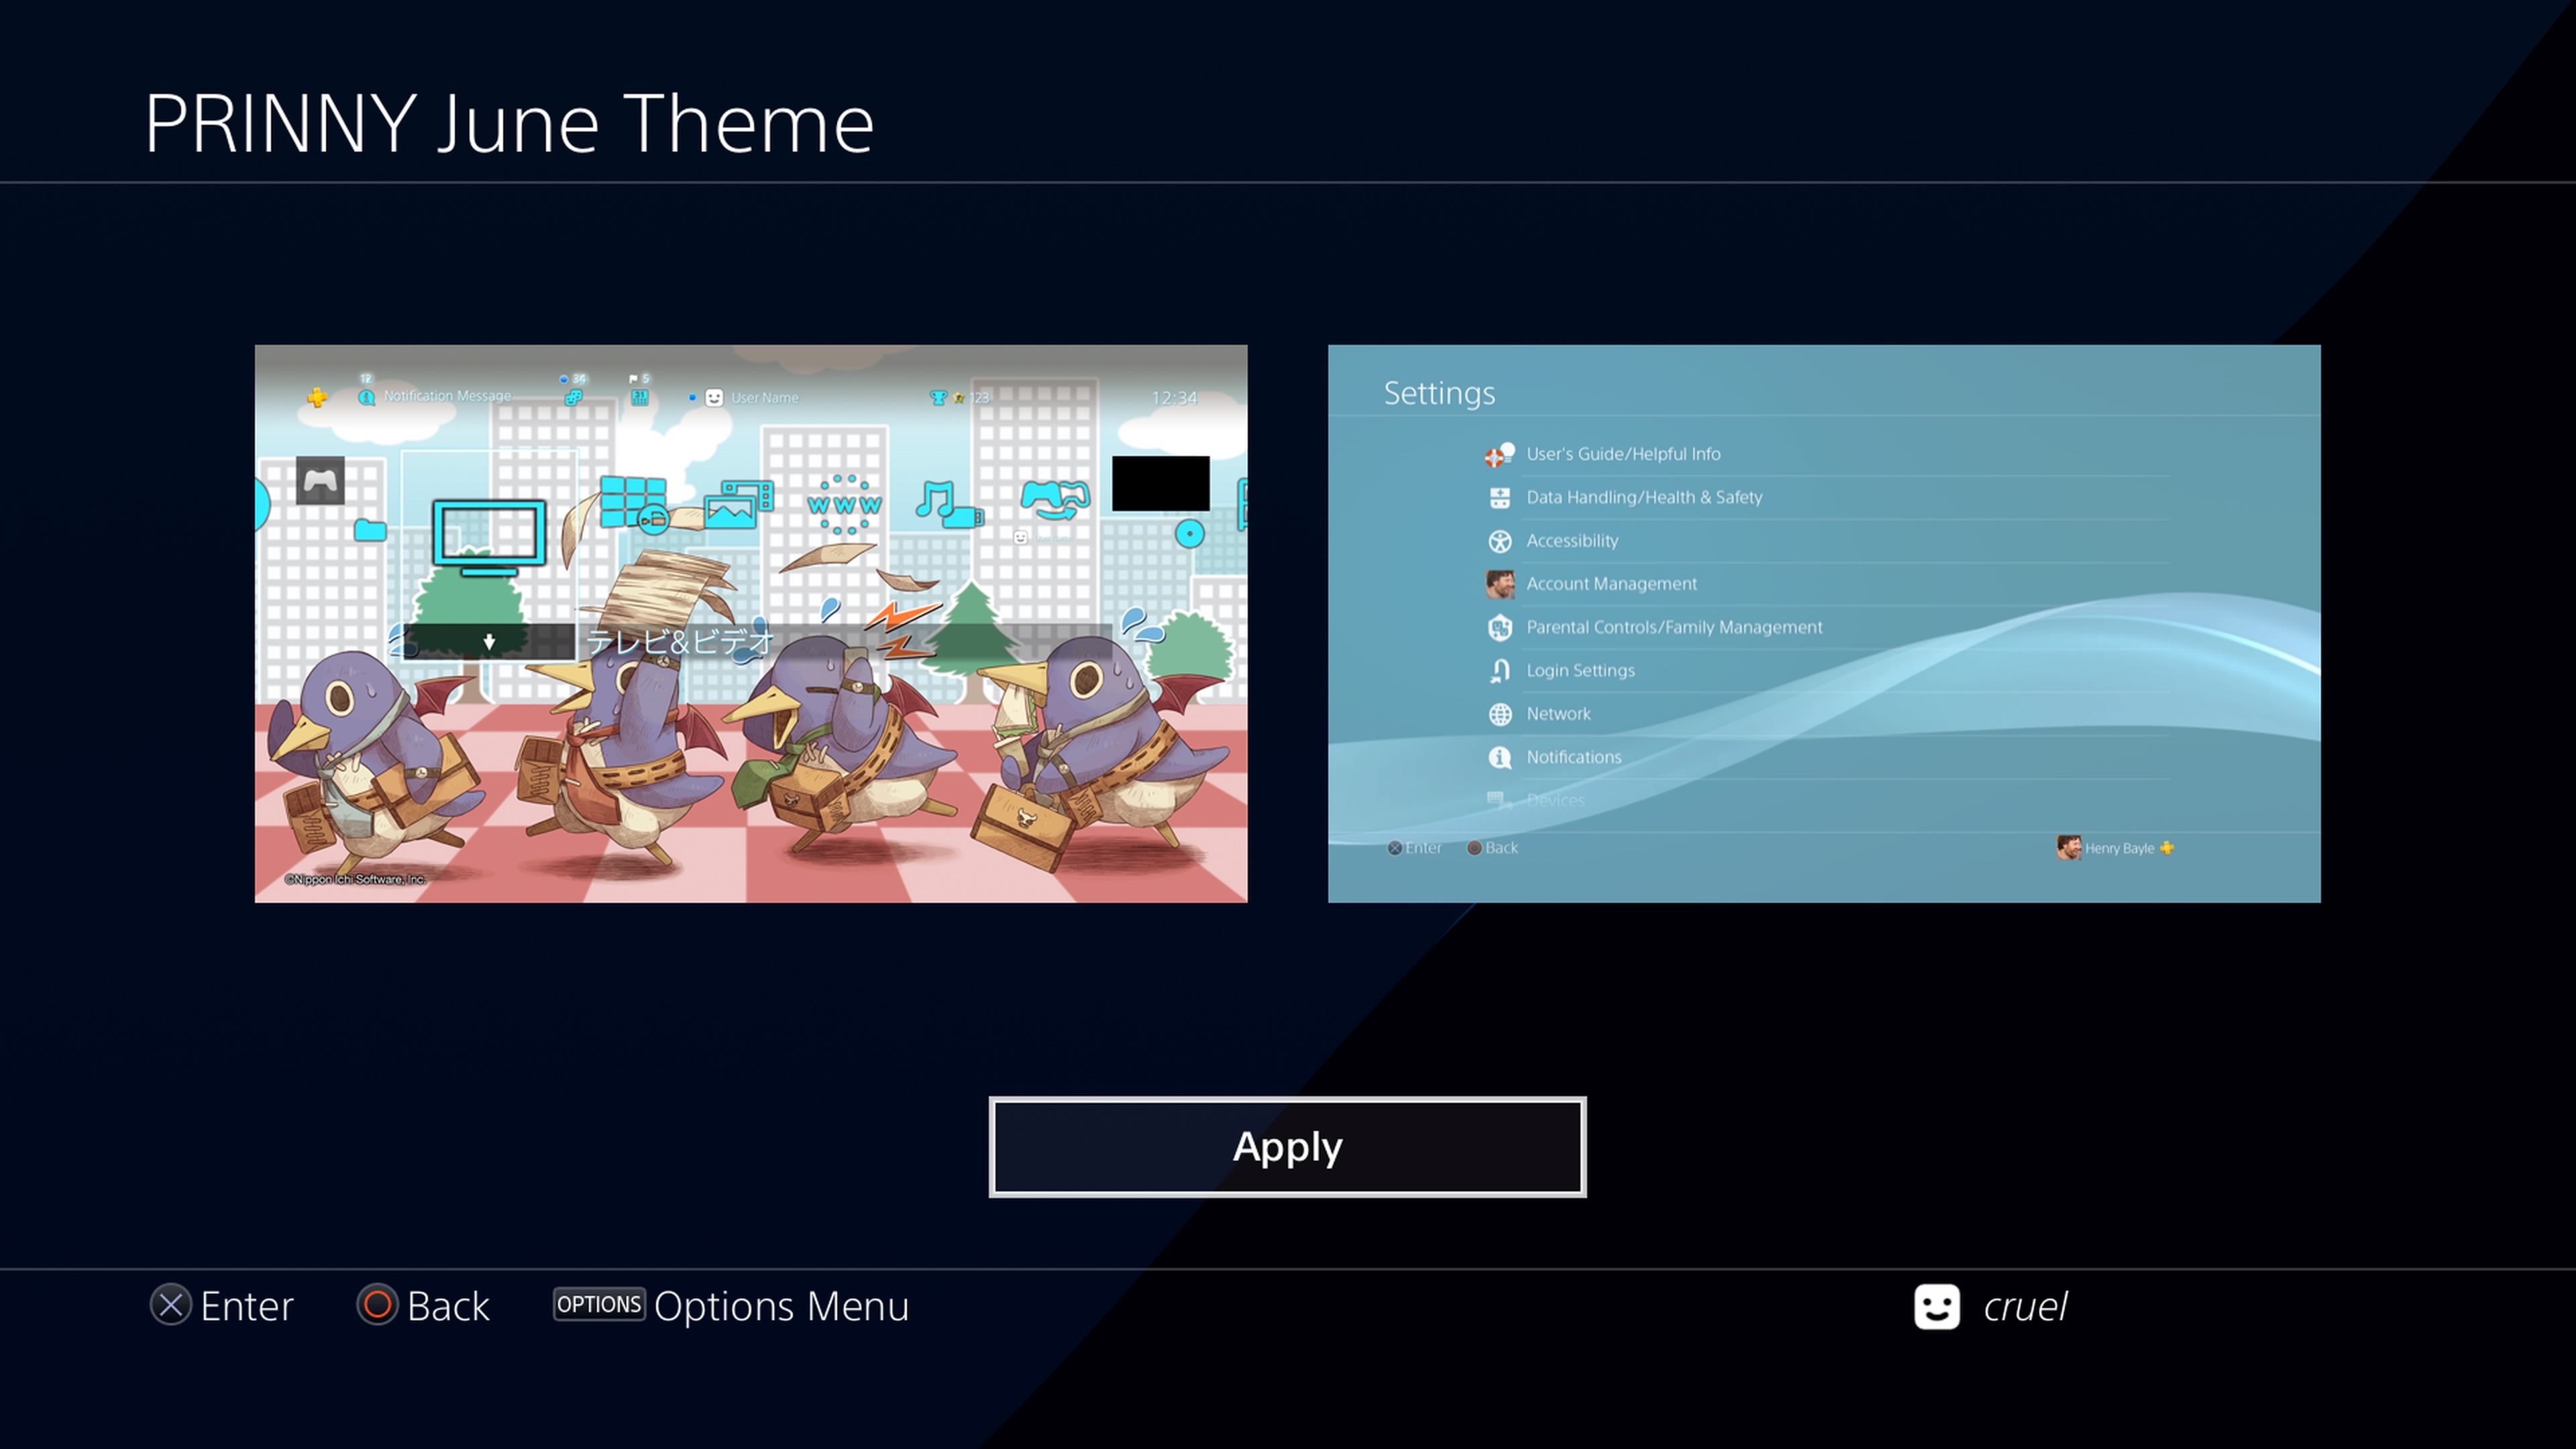 PRINNY June Theme
12
Notification Message
34
5
User Name
123
12:34
WWW
テレビ&ビデオ
©Nippon Ichi Software, Inc.
Settings
User's Guide/Helpful Info
Data Handling/Health & Safety
Accessibility
Account Management
Parental Controls/Family Management
Login Settings
Network
Notifications
Devices
Enter
Back
Henry Bayle
Apply
Enter
Back
OPTIONS Options Menu
cruel